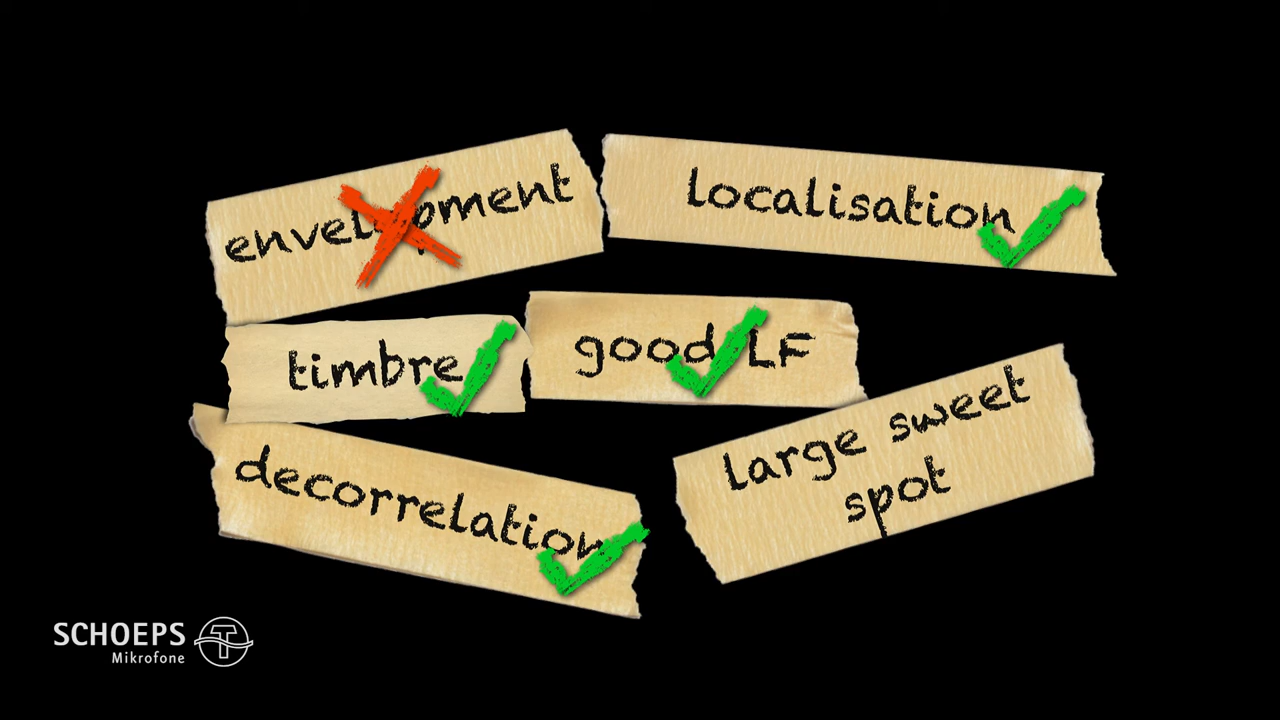 envelopment
localisation
timbre
good LF
decorrelation
large sweet
spot
SCHOEPS
Mikrofone